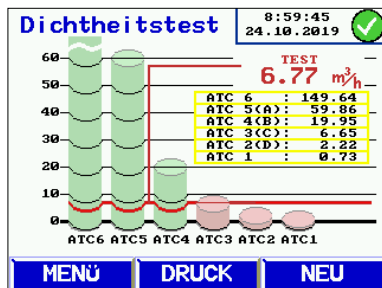 Dichtheitstest
8:59:45
24.10.2019
TEST
6.77 m³/h
ATC 6 : 149.64
ATC 5(A): 59.86
ATC 4(B): 19.95
ATC 3(C): 6.65
ATC 2(D): 2.22
ATC 1 : 0.73
60
50
40
30
20
10
0
ATC6 ATC5 ATC4 ATC3 ATC2 ATC1
MENÜ DRUCK NEU